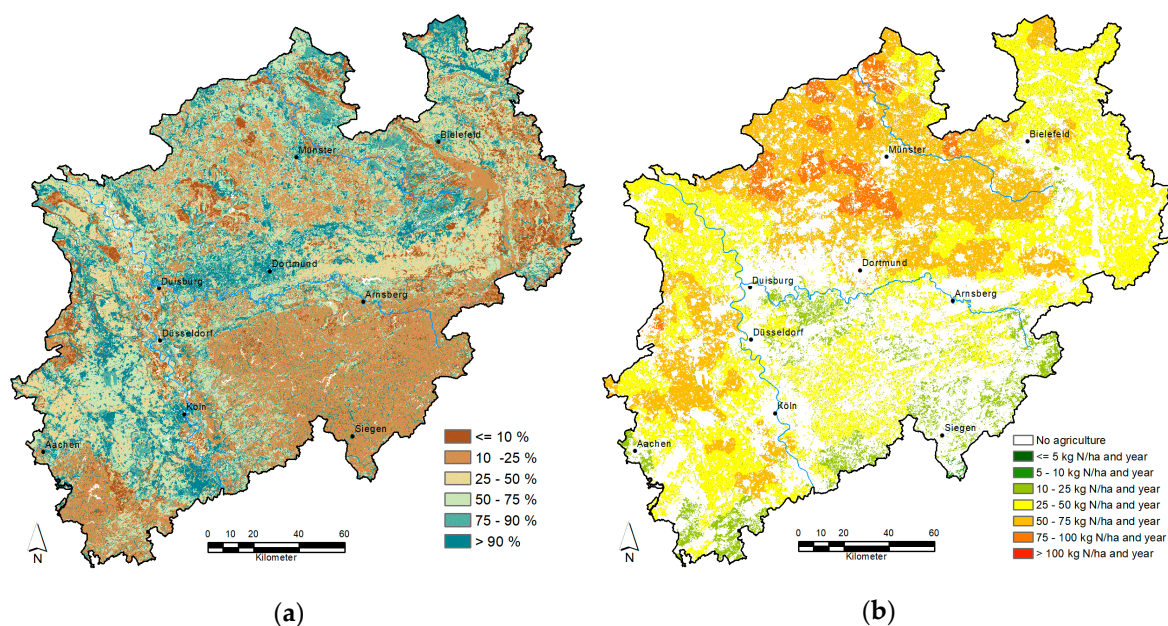 Bielefeld
Münster
Dortmund
Duisburg
Arnsberg
Düsseldorf
Köln
Aachen
Siegen
<= 10 %
10 -25 %
25 - 50 %
50 - 75 %
75 - 90 %
> 90 %
N
0 10 20 40 60
Kilometer
(a)
Bielefeld
Münster
Dortmund
Duisburg
Arnsberg
Düsseldorf
Köln
Aachen
Siegen
No agriculture
<= 5 kg N/ha and year
5 - 10 kg N/ha and year
10 - 25 kg N/ha and year
25 - 50 kg N/ha and year
50 - 75 kg N/ha and year
75 - 100 kg N/ha and year
> 100 kg N/ha and year
N
0 10 20 40 60
Kilometer
(b)